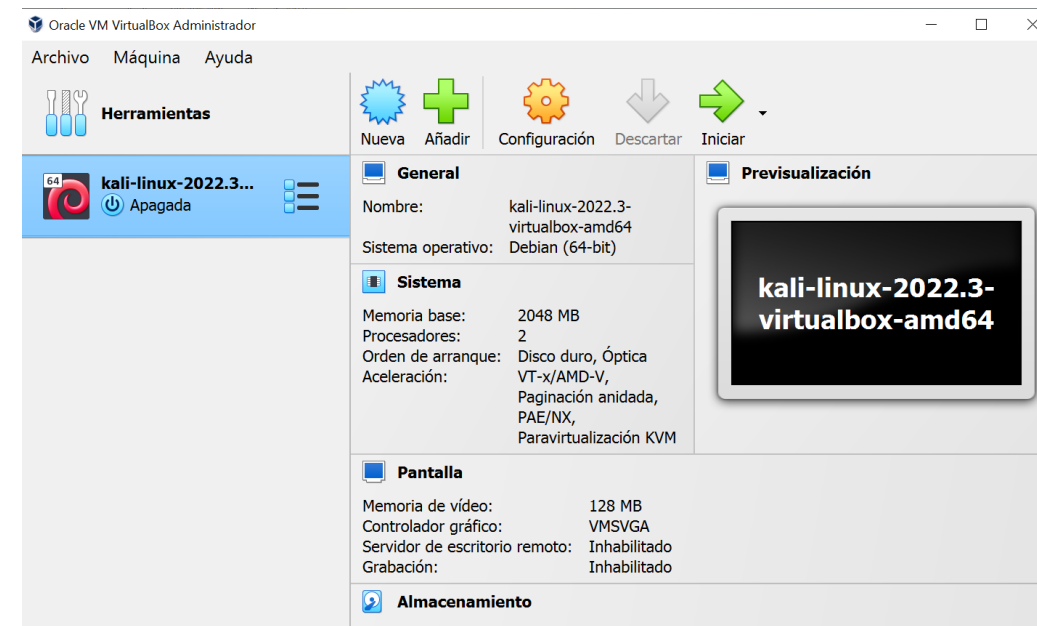 Oracle VM VirtualBox Administrador
Archivo Máquina Ayuda
Herramientas
Nueva Añadir Configuración Descartar Iniciar
64
kali-linux-2022.3...
Apagada
General
Nombre: kali-linux-2022.3-
virtualbox-amd64
Sistema operativo: Debian (64-bit)
Previsualización
kali-linux-2022.3-
virtualbox-amd64
Sistema
Memoria base: 2048 MB
Procesadores: 2
Orden de arranque: Disco duro, Óptica
Aceleración: VT-x/AMD-V,
Paginación anidada,
PAE/NX,
Paravirtualización KVM
Pantalla
Memoria de vídeo: 128 MB
Controlador gráfico: VMSVGA
Servidor de escritorio remoto: Inhabilitado
Grabación: Inhabilitado
Almacenamiento